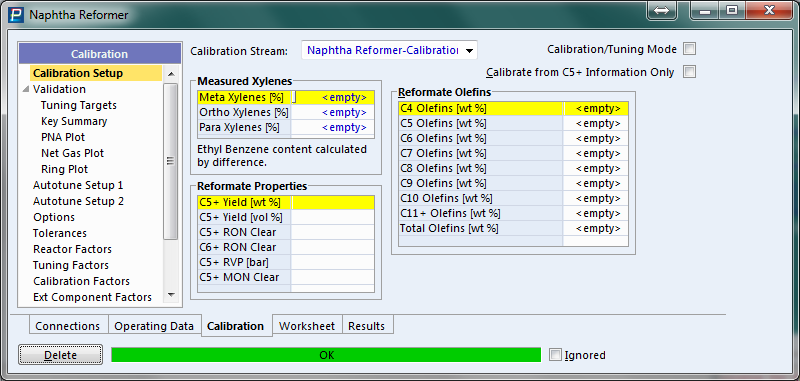 Naphtha Reformer
Calibration
Calibration Setup
Validation
Tuning Targets
Key Summary
PNA Plot
Net Gas Plot
Ring Plot
Autotune Setup 1
Autotune Setup 2
Options
Tolerances
Reactor Factors
Tuning Factors
Calibration Factors
Ext Component Factors
Calibration Stream: Naphtha Reformer-Calibration
Calibration/Tuning Mode
Calibrate from C5+ Information Only
Measured Xylenes
Meta Xylenes [%] <empty>
Ortho Xylenes [%] <empty>
Para Xylenes [%] <empty>
Ethyl Benzene content calculated
by difference.
Reformate Properties
C5+ Yield [wt %]
C5+ Yield [vol %]
C5+ RON Clear
C6+ RON Clear
C5+ RVP [bar]
C5+ MON Clear
Reformate Olefins
C4 Olefins [wt %] <empty>
C5 Olefins [wt %] <empty>
C6 Olefins [wt %] <empty>
C7 Olefins [wt %] <empty>
C8 Olefins [wt %] <empty>
C9 Olefins [wt %] <empty>
C10 Olefins [wt %] <empty>
C11+ Olefins [wt %] <empty>
Total Olefins [wt %] <empty>
Connections Operating Data Calibration Worksheet Results
Delete OK Ignored